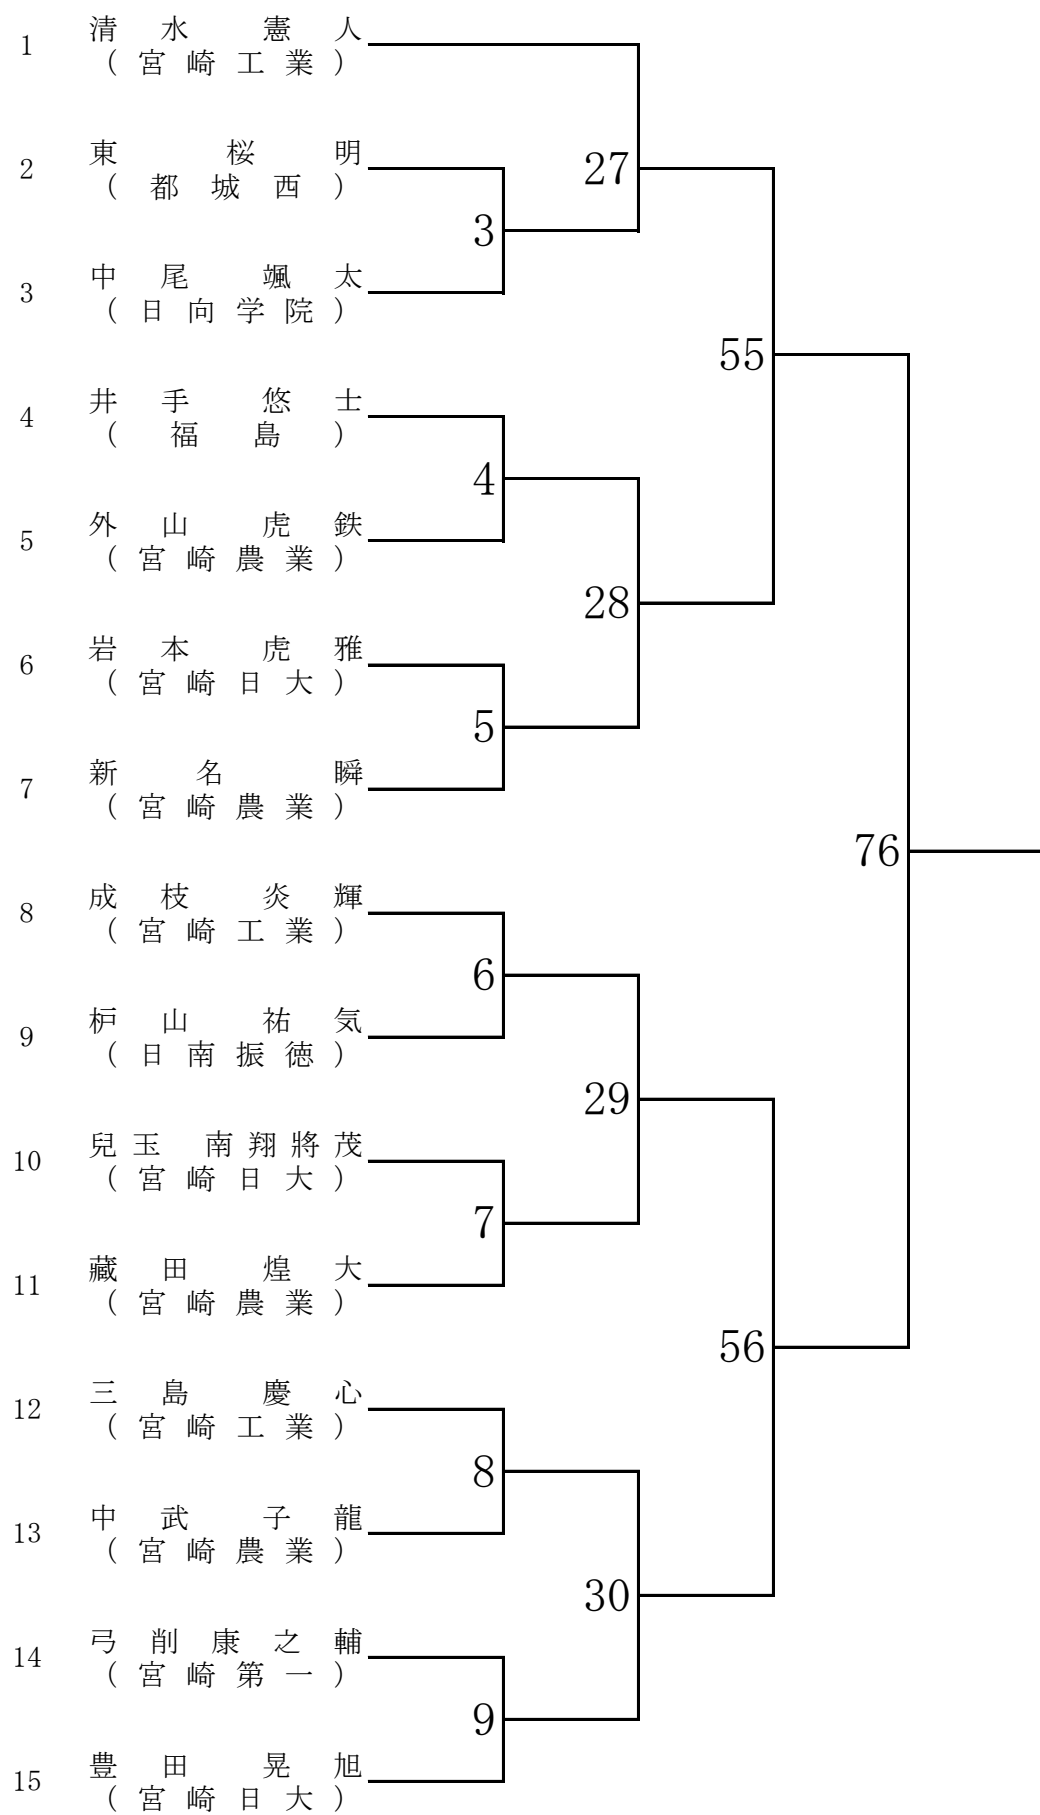 1 清水 憲人
(宮崎工業)
27
2 東 桜明
(都城西)
3
3 中尾 颯太
(日向学院)
55
4 井手 悠士
(福島)
4
5 外山 虎鉄
(宮崎農業)
28
6 岩本 虎雅
(宮崎日大)
5
7 新名 瞬
(宮崎農業)
76
8 成枝 炎輝
(宮崎工業)
6
9 枦山 祐気
(日南振徳)
29
10 兒玉 南翔將茂
(宮崎日大)
7
11 藏田 煌大
(宮崎農業)
56
12 三島 慶心
(宮崎工業)
8
13 中武 子龍
(宮崎農業)
30
14 弓削康之輔
(宮崎第一)
9
15 豊田 晃旭
(宮崎日大)